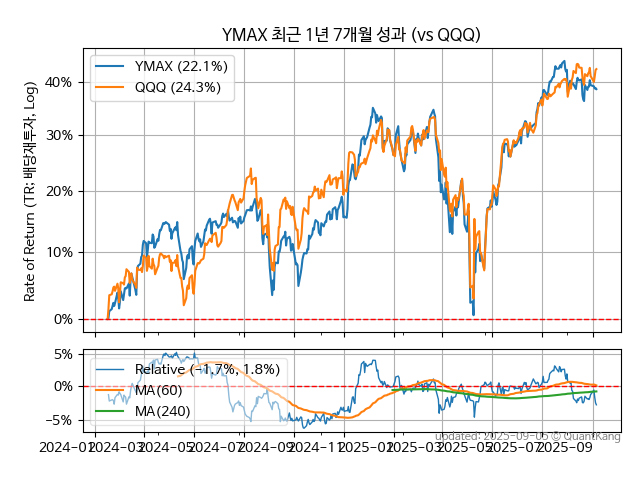 YMAX 최근 1년 7개월 성과 (vs QQQ)
YMAX (22.1%)
QQQ (24.3%)
Rate of Return (TR: 배당재투자, Log)
40%
30%
20%
10%
0%
Relative (−1.7%, 1.8%)
MA(60)
MA(240)
5%
0%
−5%
2024-01
2024-03
2024-05
2024-07
2024-09
2024-11
2025-01
2025-03
2025-05
2025-07
2025-09
updated: 2025-09-05 © QuantKang